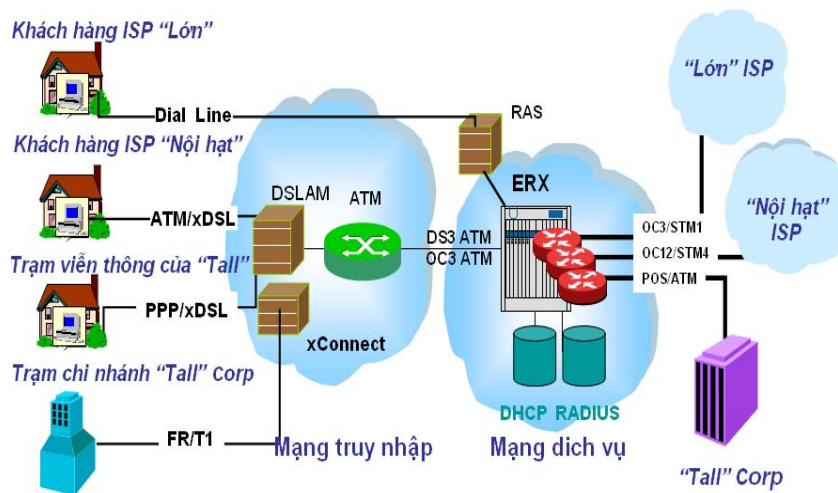 Khách hàng ISP “Lớn”
Dial Line
RAS
“Lớn” ISP
Khách hàng ISP “Nội hạt”
ATM/xDSL
DSLAM
ATM
ERX
DS3 ATM
OC3 ATM
OC3/STM1
OC12/STM4
POS/ATM
“Nội hạt”
ISP
Trạm viễn thông của “Tall”
PPP/xDSL
xConnect
Trạm chi nhánh “Tall” Corp
FR/T1
DHCP RADIUS
Mạng truy nhập
Mạng dich vụ
“Tall” Corp